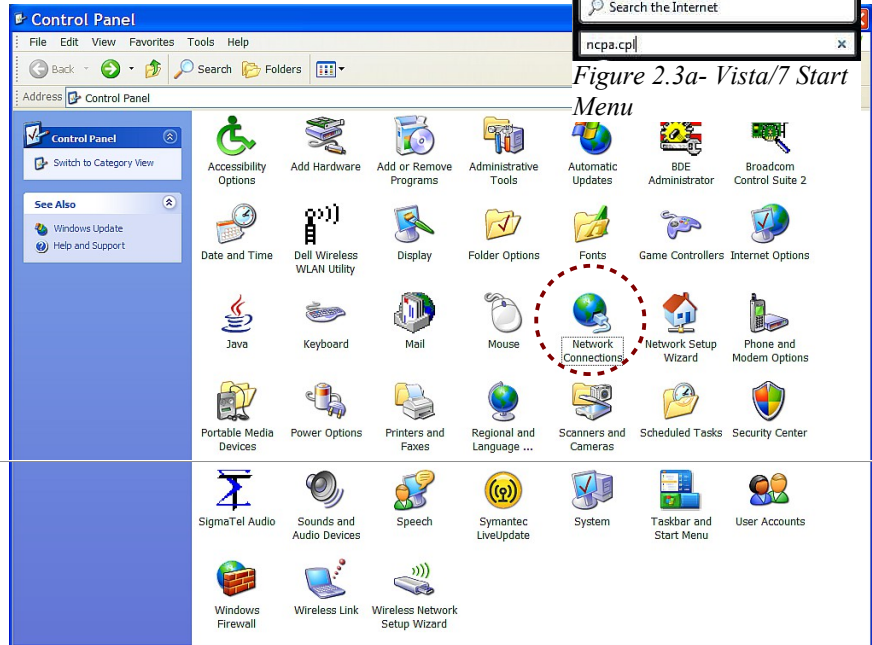 Search the Internet
ncpa.cpl
Figure 2.3a- Vista/7 Start
Menu
Control Panel
File Edit View Favorites Tools Help
Back Search Folders
Address Control Panel
Control Panel
Switch to Category View
See Also
Windows Update
Help and Support
Accessibility
Options
Add Hardware
Add or Remove
Programs
Administrative
Tools
Automatic
Updates
BDE
Administrator
Broadcom
Control Suite 2
Date and Time
Dell Wireless
WLAN Utility
Display
Folder Options
Fonts
Game Controllers
Internet Options
Java
Keyboard
Mail
Mouse
Network
Connections
Network Setup
Wizard
Phone and
Modem Options
Portable Media
Devices
Power Options
Printers and
Faxes
Regional and
Language ...
Scanners and
Cameras
Scheduled Tasks
Security Center
SigmaTel Audio
Sounds and
Audio Devices
Speech
Symantec
LiveUpdate
System
Taskbar and
Start Menu
User Accounts
Windows
Firewall
Wireless Link
Wireless Network
Setup Wizard